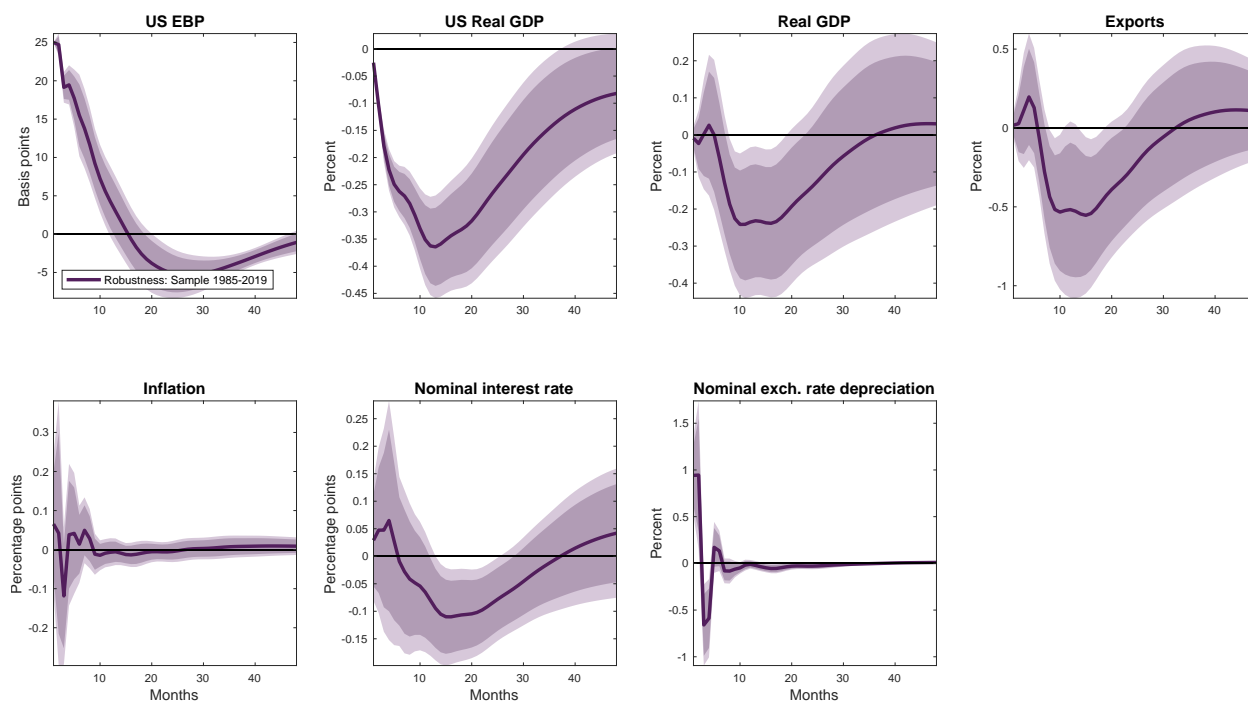 US EBP
US Real GDP
Real GDP
Exports
25
20
15
10
5
0
-5
Basis points
Robustness: Sample 1985-2019
10 20 30 40
0
-0.05
-0.1
-0.15
-0.2
-0.25
-0.3
-0.35
-0.4
-0.45
Percent
10 20 30 40
0.2
0.1
0
-0.1
-0.2
-0.3
-0.4
Percent
10 20 30 40
0.5
0
-0.5
-1
Percent
10 20 30 40
Inflation
Nominal interest rate
Nominal exch. rate depreciation
0.3
0.2
0.1
0
-0.1
-0.2
Percentage points
10 20 30 40
Months
0.25
0.2
0.15
0.1
0.05
0
-0.05
-0.1
-0.15
Percentage points
10 20 30 40
Months
1.5
1
0.5
0
-0.5
-1
Percent
10 20 30 40
Months